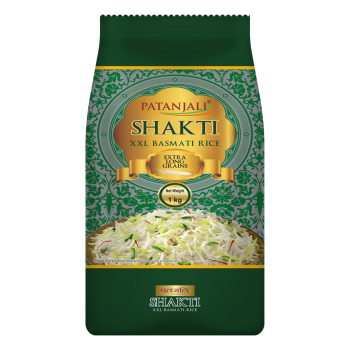 PATANJALI®
SHAKTI
XXL BASMATI RICE
EXTRA
LONG
GRAINS
Net Weight
1 kg
पतंजलि
SHAKTI
XXL BASMATI RICE